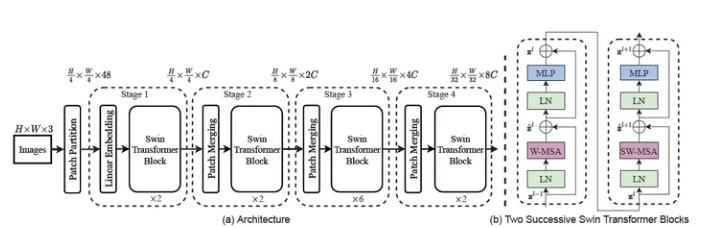 H/4 × W/4 × 48
H/4 × W/4 × C
H/8 × W/8 × 2C
H/16 × W/16 × 4C
H/32 × W/32 × 8C
Stage 1
Stage 2
Stage 3
Stage 4
H×W×3
Images
Patch Partition
Linear Embedding
Swin
Transformer
Block
×2
Patch Merging
Swin
Transformer
Block
×2
Patch Merging
Swin
Transformer
Block
×6
Patch Merging
Swin
Transformer
Block
×2
(a) Architecture
z^l
MLP
LN
ẑ^l
W-MSA
LN
z^{l−1}
z^{l+1}
MLP
LN
ẑ^{l+1}
SW-MSA
LN
z^l
(b) Two Successive Swin Transformer Blocks